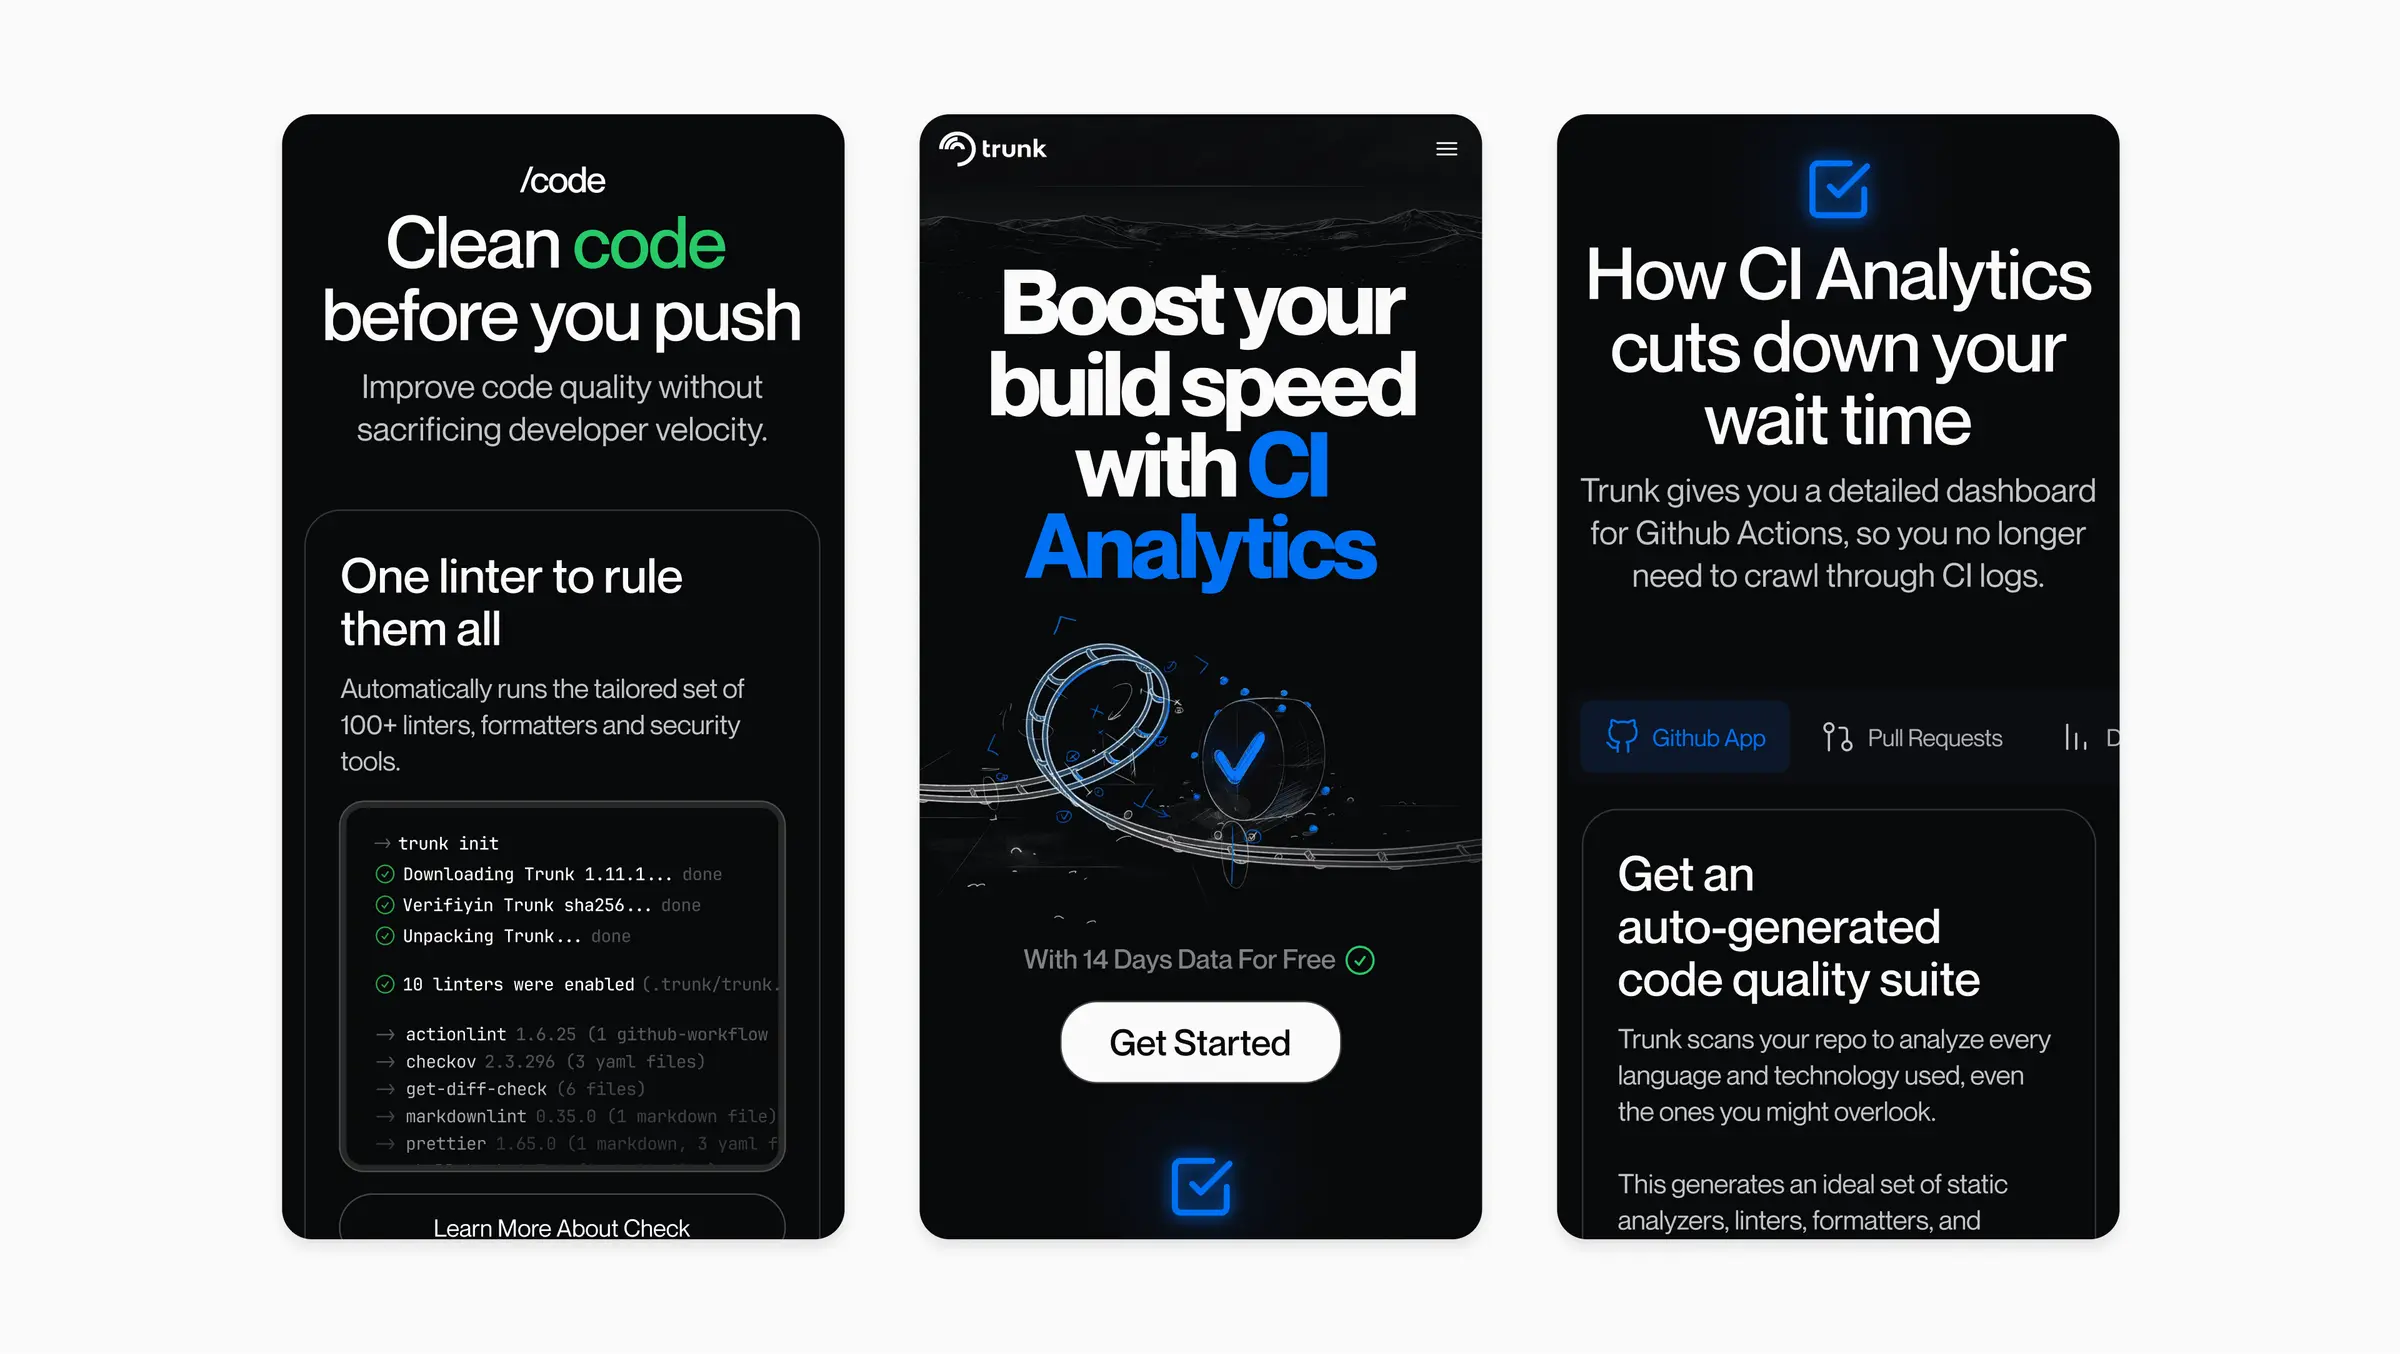 /code
Clean code
before you push
Improve code quality without
sacrificing developer velocity.
One linter to rule
them all
Automatically runs the tailored set of
100+ linters, formatters and security
tools.
trunk init
Downloading Trunk 1.11.1... done
Verifiyin Trunk sha256... done
Unpacking Trunk... done
10 linters were enabled (.trunk/trunk.
actionlint 1.6.25 (1 github-workflow
checkov 2.3.296 (3 yaml files)
get-diff-check (6 files)
markdownlint 0.35.0 (1 markdown file)
prettier 1.65.0 (1 markdown, 3 yaml f
Learn More About Check
trunk
Boost your
build speed
with CI
Analytics
With 14 Days Data For Free
Get Started
How CI Analytics
cuts down your
wait time
Trunk gives you a detailed dashboard
for Github Actions, so you no longer
need to crawl through CI logs.
Github App
Pull Requests
D
Get an
auto-generated
code quality suite
Trunk scans your repo to analyze every
language and technology used, even
the ones you might overlook.
This generates an ideal set of static
analyzers, linters, formatters, and